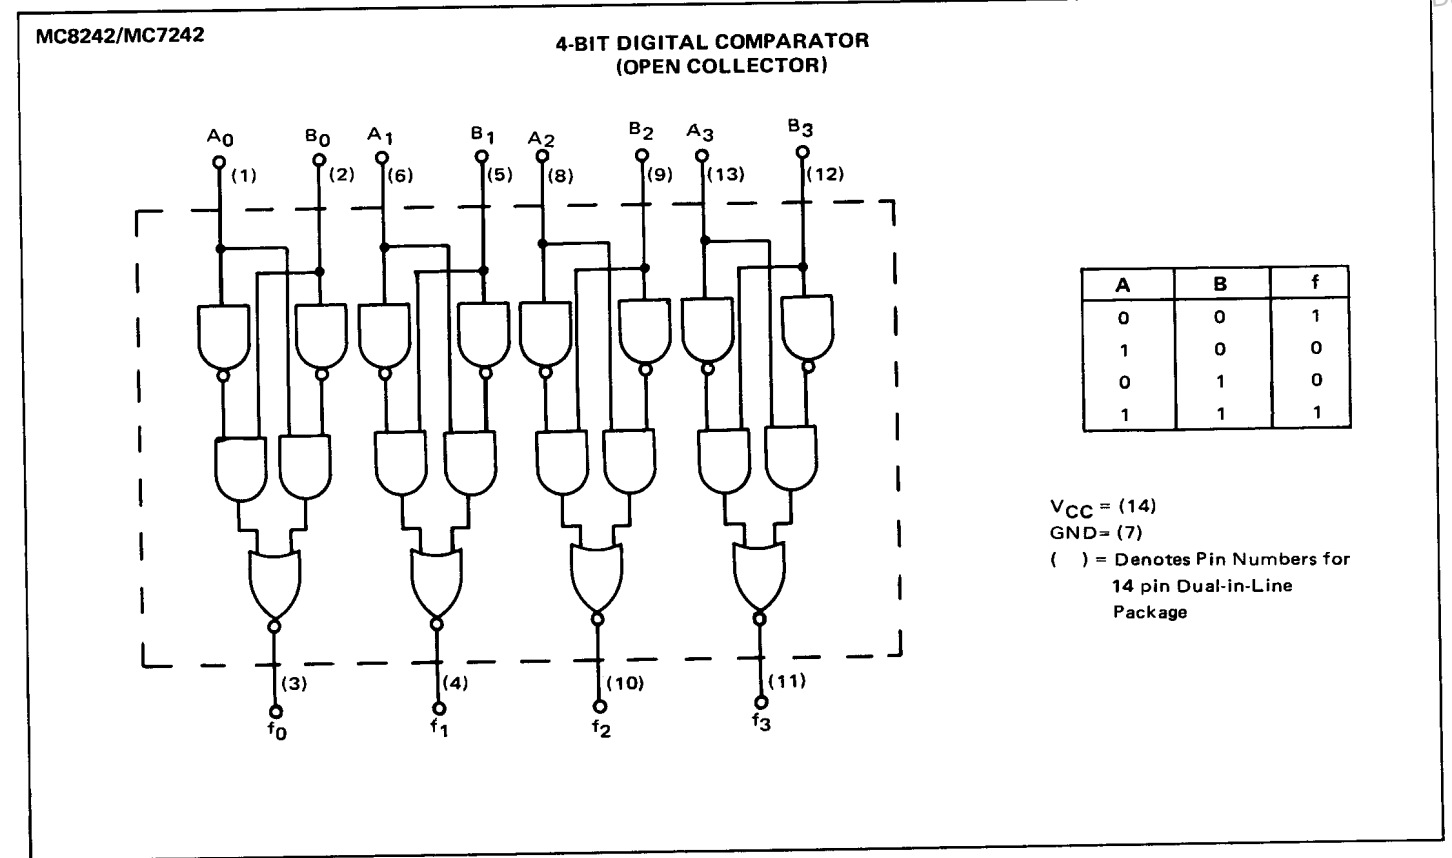 MC8242/MC7242
4-BIT DIGITAL COMPARATOR
(OPEN COLLECTOR)
A0 B0 A1 B1 A2 B2 A3 B3
(1) (2) (6) (5) (8) (9) (13) (12)
A B f
0 0 1
1 0 0
0 1 0
1 1 1
VCC = (14)
GND= (7)
( ) = Denotes Pin Numbers for
14 pin Dual-in-Line
Package
(3) (4) (10) (11)
f0 f1 f2 f3